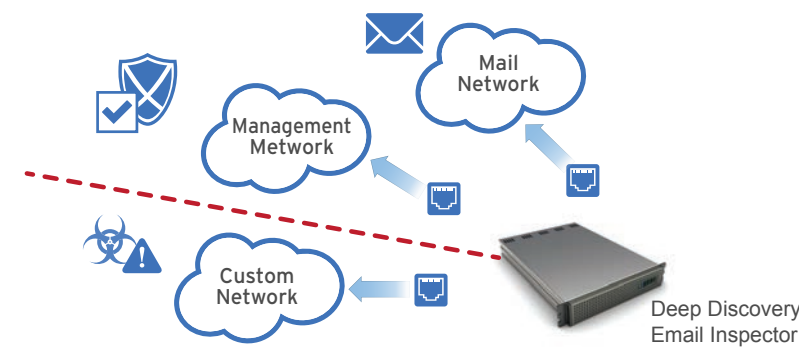 Mail
Network
Management
Metwork
Custom
Network
Deep Discovery
Email Inspector